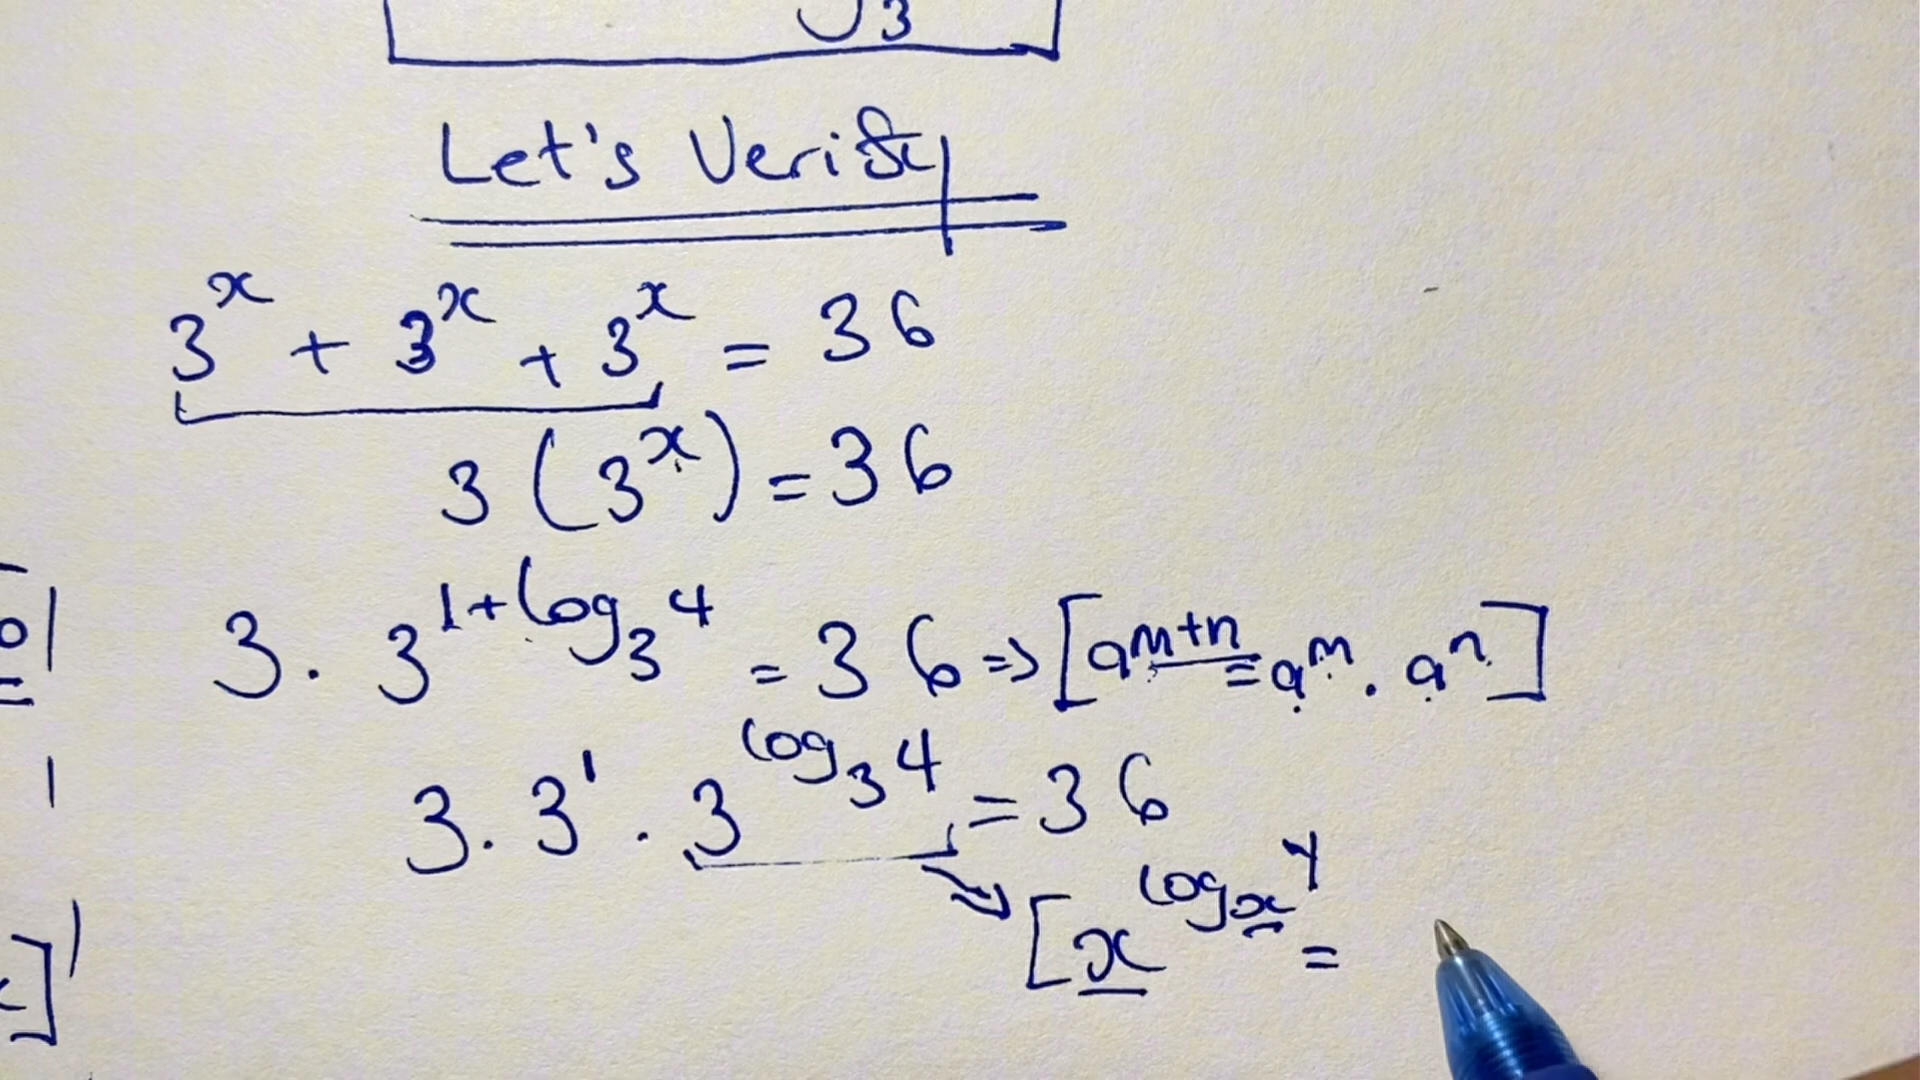 3
Let's Verify
3^x + 3^x + 3^x = 36
3 (3^x) = 36
3 . 3^{1+log_3 4} = 36 => [a^{m+n} = a^m . a^n]
3 . 3^1 . 3^{log_3 4} = 36
[x^{log_x y} =